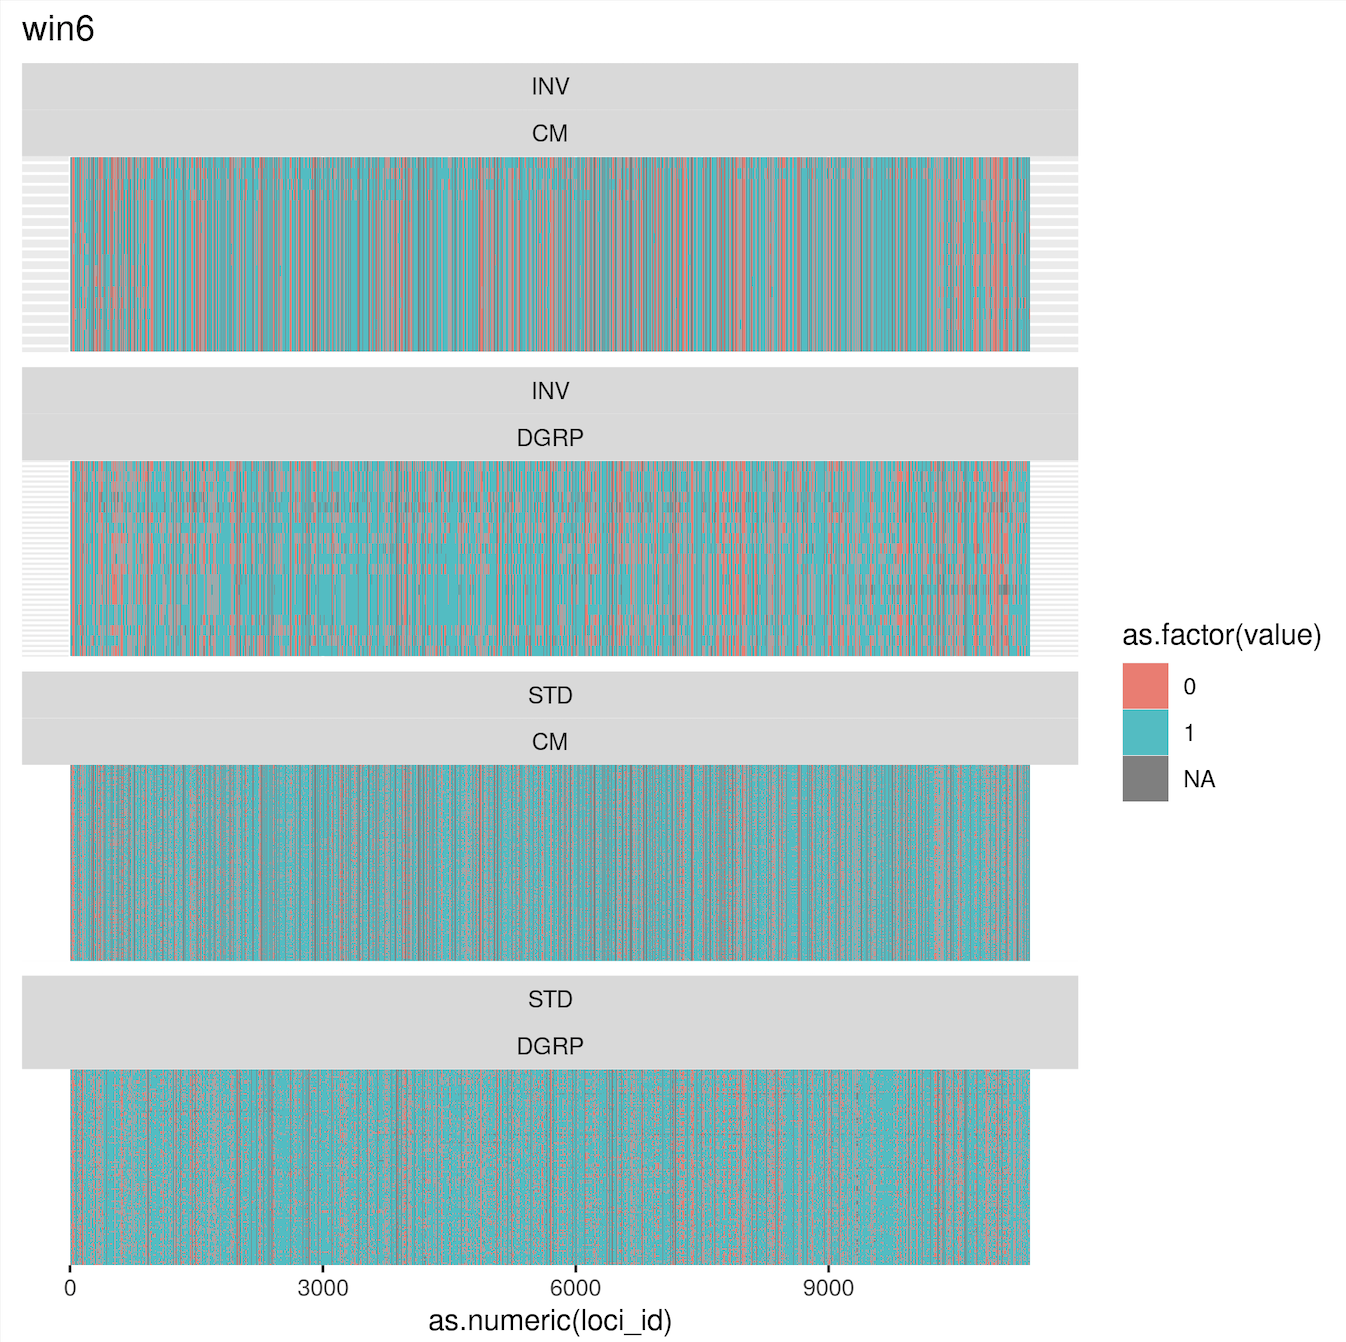 win6
INV
CM
INV
DGRP
as.factor(value)
0
1
NA
STD
CM
STD
DGRP
0 3000 6000 9000
as.numeric(loci_id)